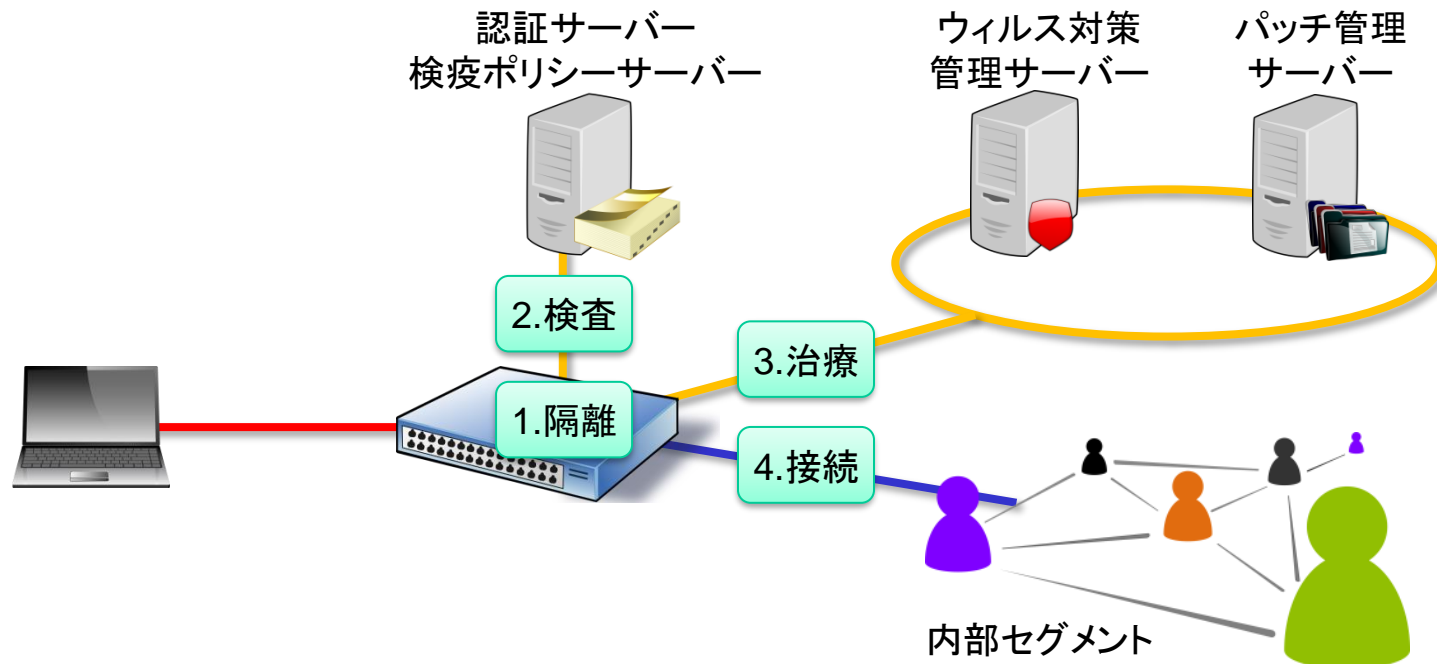 認証サーバー
検疫ポリシーサーバー
ウィルス対策
管理サーバー
パッチ管理
サーバー
2.検査
3.治療
1.隔離
4.接続
内部セグメント